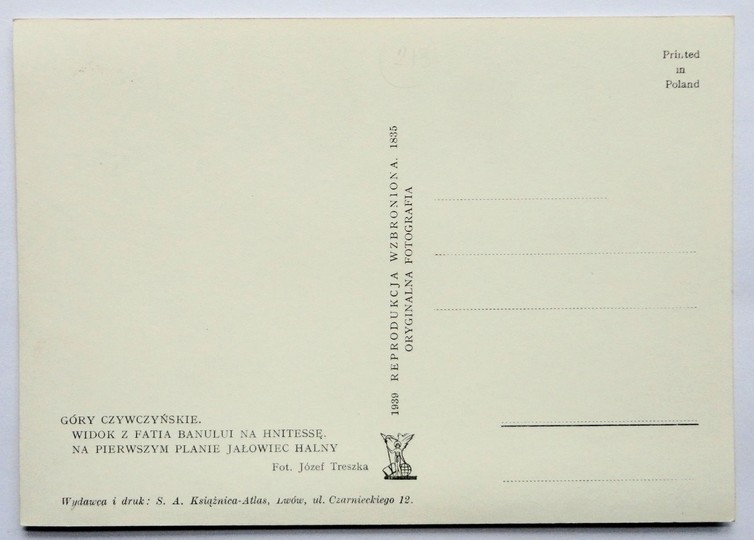 Printed
in
Poland
1939 REPRODUKCJA WZBRONIONA. 1835
ORYGINALNA FOTOGRAFIA
GÓRY CZYWCZYŃSKIE.
WIDOK Z FATIA BANULUI NA HNITESSĘ.
NA PIERWSZYM PLANIE JAŁOWIEC HALNY
Fot. Józef Treszka
Wydawca i druk: S. A. Książnica-Atlas, Lwów, ul. Czarnieckiego 12.